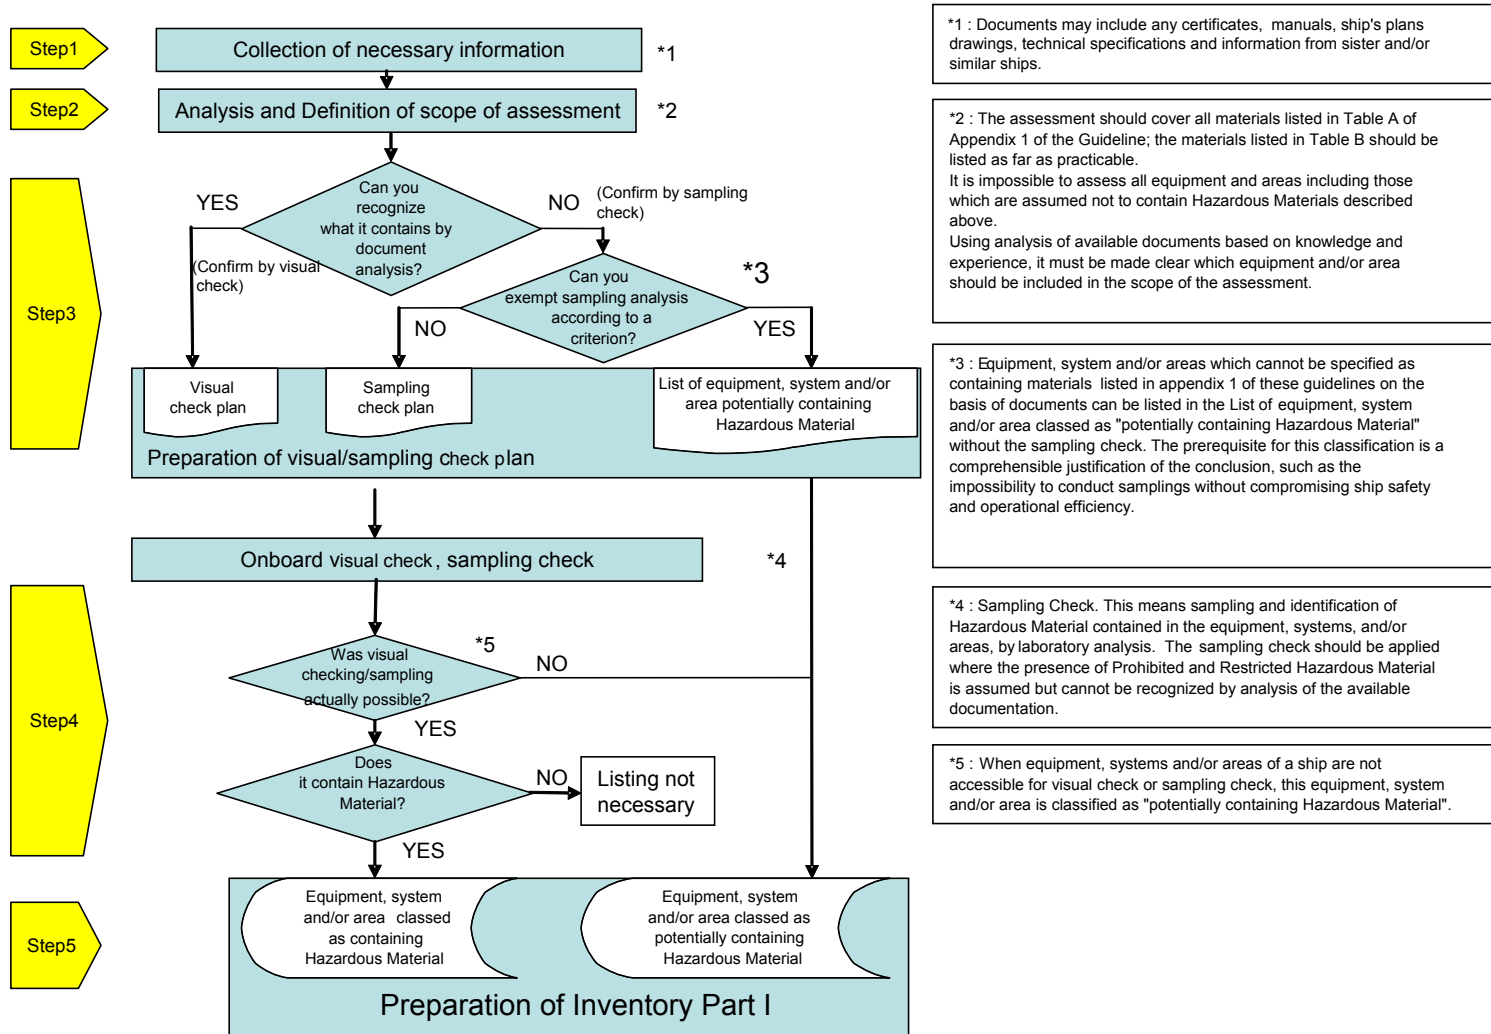 Step1
Collection of necessary information
*1
Step2
Analysis and Definition of scope of assessment
*2
Step3
Can you
recognize
what it contains by
document
analysis?
YES
NO
(Confirm by sampling
check)
(Confirm by visual
check)
*3
Can you
exempt sampling analysis
according to a
criterion?
NO
YES
Visual
check plan
Sampling
check plan
List of equipment, system and/or
area potentially containing
Hazardous Material
Preparation of visual/sampling check plan
Onboard visual check, sampling check
*4
Step4
Was visual
checking/sampling
actually possible?
*5
NO
YES
Does
it contain Hazardous
Material?
NO
Listing not
necessary
YES
Step5
Equipment, system
and/or area classed
as containing
Hazardous Material
Equipment, system
and/or area classed as
potentially containing
Hazardous Material
Preparation of Inventory Part I
*1 : Documents may include any certificates, manuals, ship's plans
drawings, technical specifications and information from sister and/or
similar ships.
*2 : The assessment should cover all materials listed in Table A of
Appendix 1 of the Guideline; the materials listed in Table B should be
listed as far as practicable.
It is impossible to assess all equipment and areas including those
which are assumed not to contain Hazardous Materials described
above.
Using analysis of available documents based on knowledge and
experience, it must be made clear which equipment and/or area
should be included in the scope of the assessment.
*3 : Equipment, system and/or areas which cannot be specified as
containing materials listed in appendix 1 of these guidelines on the
basis of documents can be listed in the List of equipment, system
and/or area classed as "potentially containing Hazardous Material"
without the sampling check. The prerequisite for this classification is a
comprehensible justification of the conclusion, such as the
impossibility to conduct samplings without compromising ship safety
and operational efficiency.
*4 : Sampling Check. This means sampling and identification of
Hazardous Material contained in the equipment, systems, and/or
areas, by laboratory analysis. The sampling check should be applied
where the presence of Prohibited and Restricted Hazardous Material
is assumed but cannot be recognized by analysis of the available
documentation.
*5 : When equipment, systems and/or areas of a ship are not
accessible for visual check or sampling check, this equipment, system
and/or area is classified as "potentially containing Hazardous Material".